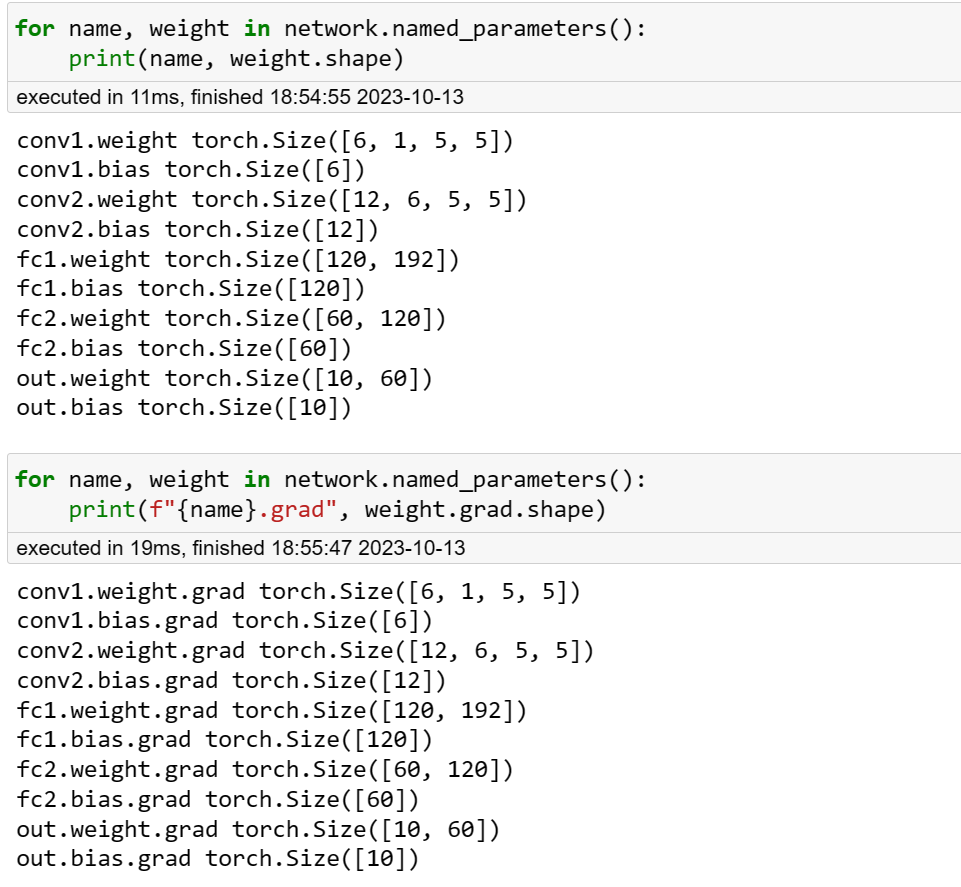 for name, weight in network.named_parameters():
    print(name, weight.shape)
executed in 11ms, finished 18:54:55 2023-10-13
conv1.weight torch.Size([6, 1, 5, 5])
conv1.bias torch.Size([6])
conv2.weight torch.Size([12, 6, 5, 5])
conv2.bias torch.Size([12])
fc1.weight torch.Size([120, 192])
fc1.bias torch.Size([120])
fc2.weight torch.Size([60, 120])
fc2.bias torch.Size([60])
out.weight torch.Size([10, 60])
out.bias torch.Size([10])
for name, weight in network.named_parameters():
    print(f"{name}.grad", weight.grad.shape)
executed in 19ms, finished 18:55:47 2023-10-13
conv1.weight.grad torch.Size([6, 1, 5, 5])
conv1.bias.grad torch.Size([6])
conv2.weight.grad torch.Size([12, 6, 5, 5])
conv2.bias.grad torch.Size([12])
fc1.weight.grad torch.Size([120, 192])
fc1.bias.grad torch.Size([120])
fc2.weight.grad torch.Size([60, 120])
fc2.bias.grad torch.Size([60])
out.weight.grad torch.Size([10, 60])
out.bias.grad torch.Size([10])